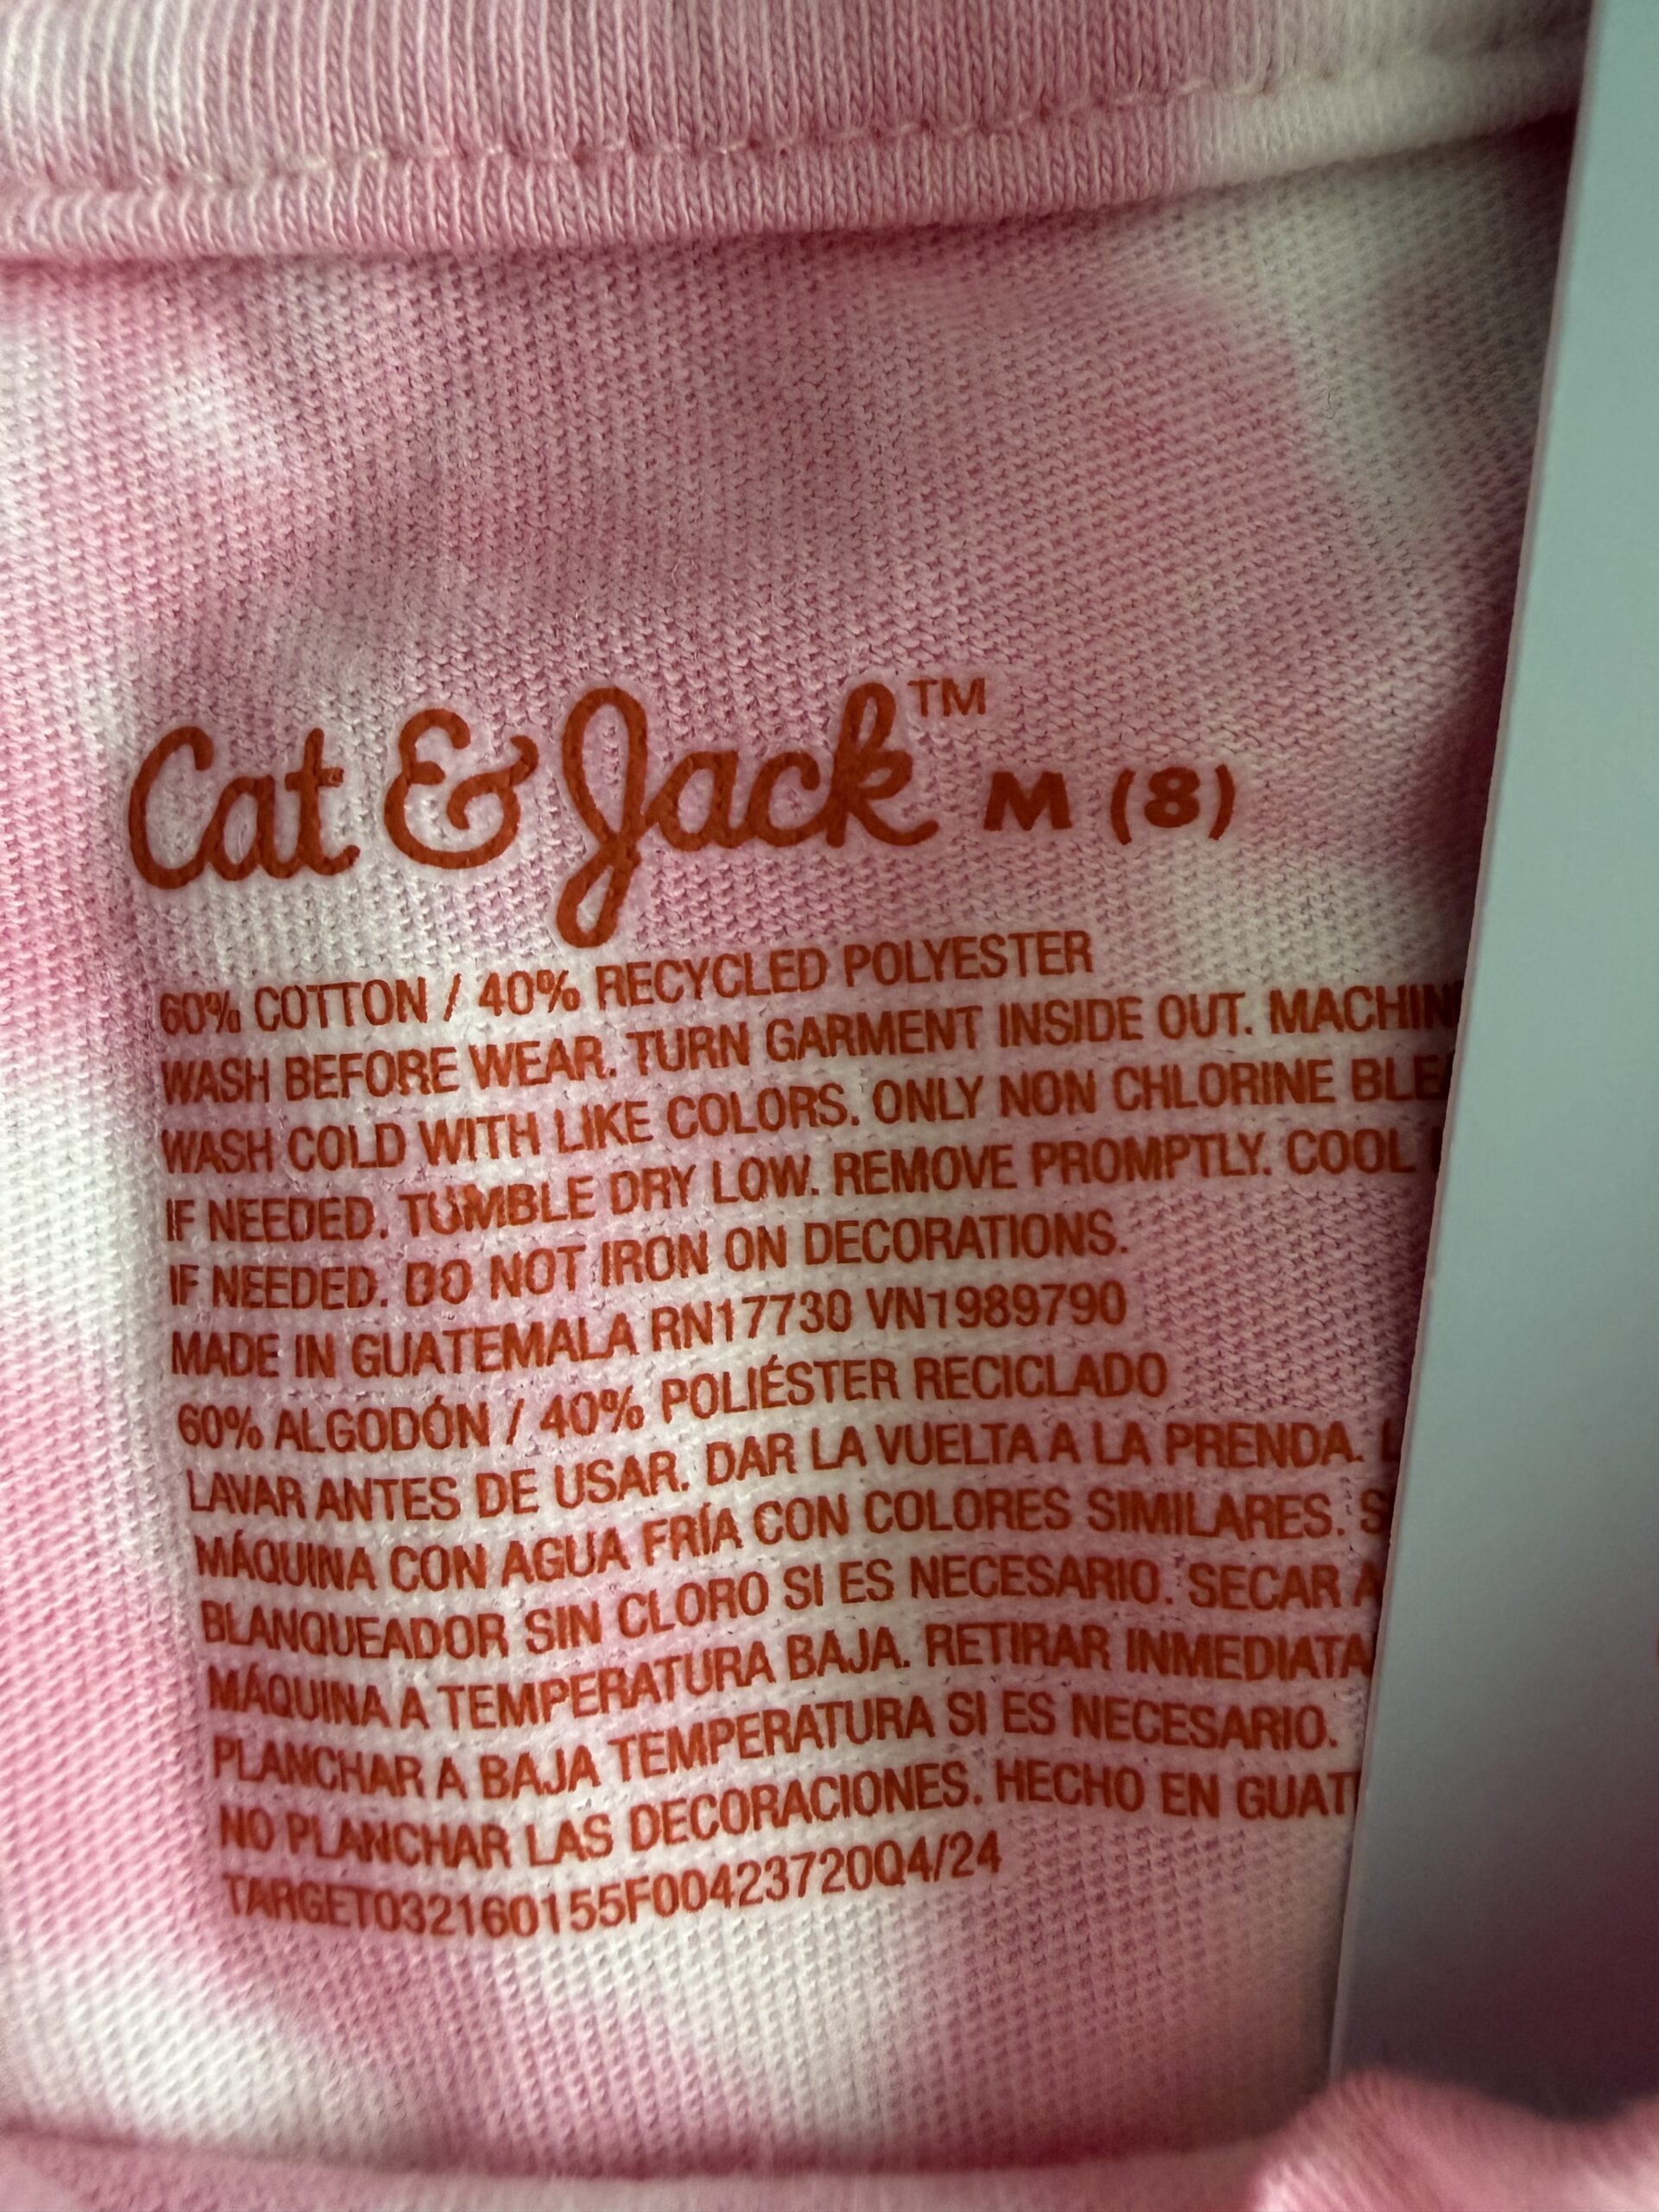 Cat & Jack™ M (8)
60% COTTON / 40% RECYCLED POLYESTER
WASH BEFORE WEAR. TURN GARMENT INSIDE OUT. MACHIN
WASH COLD WITH LIKE COLORS. ONLY NON CHLORINE BLEA
IF NEEDED. TUMBLE DRY LOW. REMOVE PROMPTLY. COOL
IF NEEDED. DO NOT IRON ON DECORATIONS.
MADE IN GUATEMALA RN17730 VN1989790
60% ALGODÓN / 40% POLIÉSTER RECICLADO
LAVAR ANTES DE USAR. DAR LA VUELTA A LA PRENDA. L
MÁQUINA CON AGUA FRÍA CON COLORES SIMILARES. S
BLANQUEADOR SIN CLORO SI ES NECESARIO. SECAR A
MÁQUINA A TEMPERATURA BAJA. RETIRAR INMEDIATA
PLANCHAR A BAJA TEMPERATURA SI ES NECESARIO.
NO PLANCHAR LAS DECORACIONES. HECHO EN GUAT
TARGET032160155F00423720Q4/24